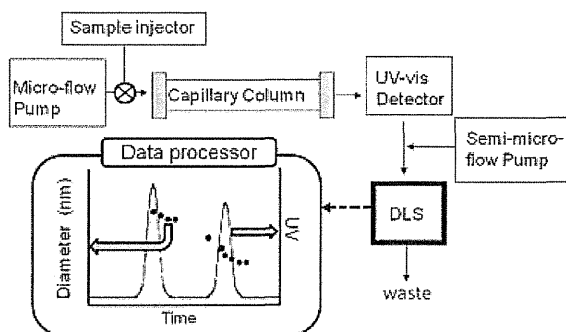 Sample injector
Micro-flow
Pump
Capillary Column
UV-vis
Detector
Semi-micro-
flow Pump
Data processor
DLS
Diameter (nm)
UV
Time
waste